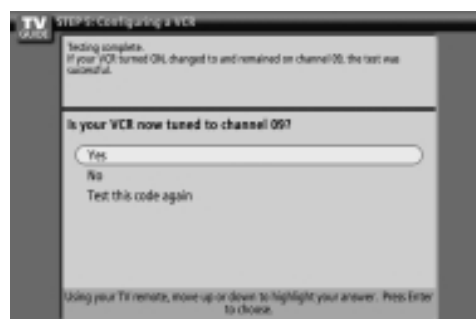 TV
GUIDE
STEP 5: Configuring a VCR
Testing complete.
If your VCR turned ON, changed to and remained on channel 09, the test was
successful.
Is your VCR now tuned to channel 09?
Yes
No
Test this code again
Using your TV remote, move up or down to highlight your answer. Press Enter
to choose.